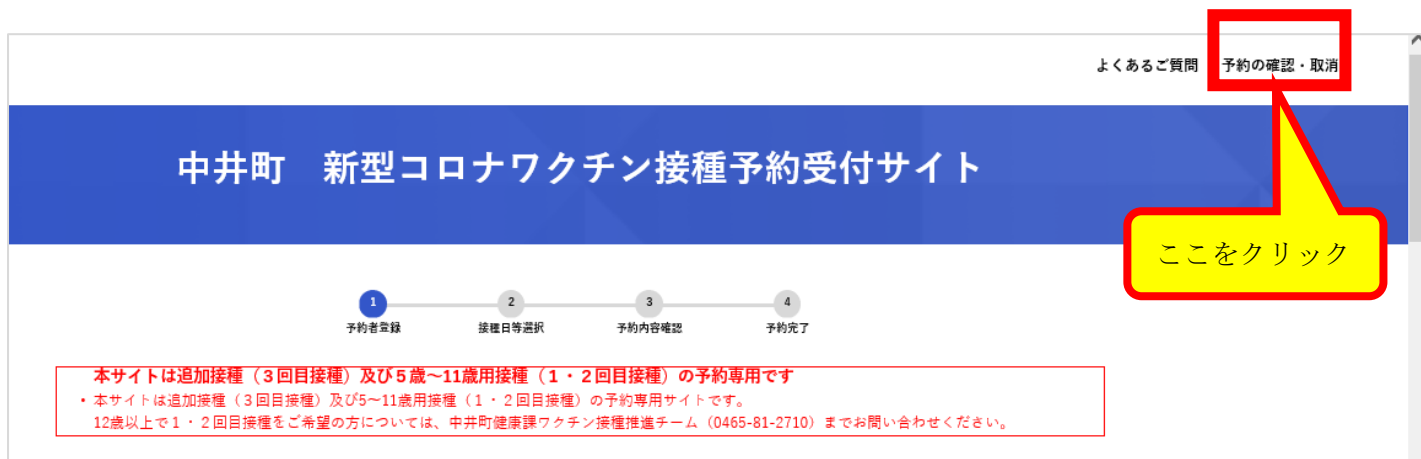 よくあるご質問 予約の確認・取消
中井町 新型コロナワクチン接種予約受付サイト
ここをクリック
1 2 3 4
予約者登録 接種日等選択 予約内容確認 予約完了
本サイトは追加接種（３回目接種）及び５歳～11歳用接種（１・２回目接種）の予約専用です
・本サイトは追加接種（３回目接種）及び5～11歳用接種（１・２回目接種）の予約専用サイトです。
12歳以上で１・２回目接種をご希望の方については、中井町健康課ワクチン接種推進チーム（0465-81-2710）までお問い合わせください。